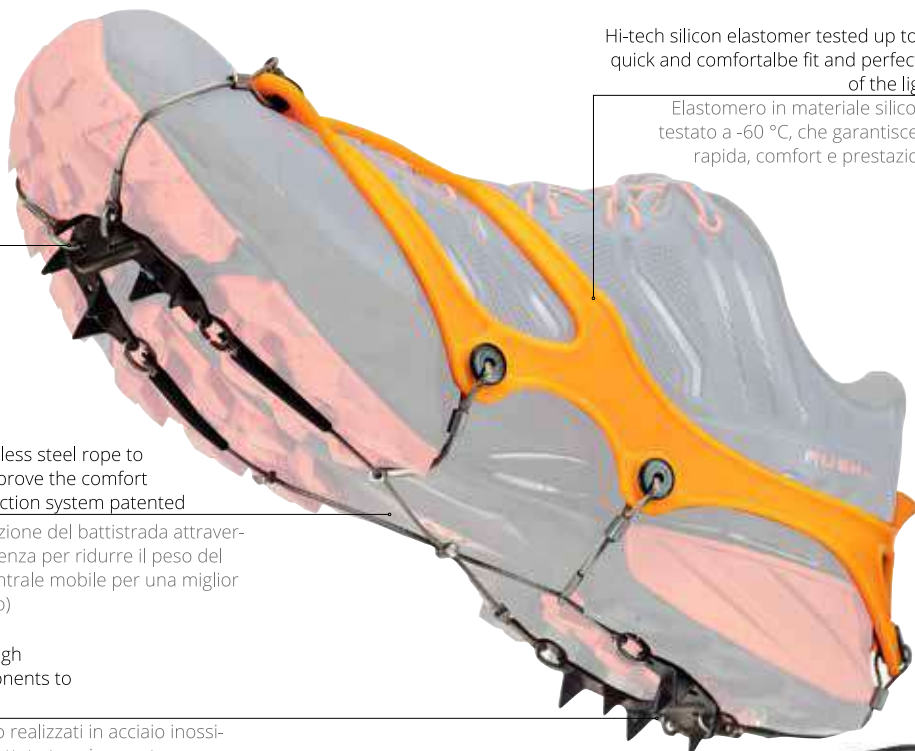 Hi-tech silicon elastomer tested up to
quick and comfortalbe fit and perfect
of the lig
Elastomero in materiale silico
testato a -60 °C, che garantisce
rapida, comfort e prestazio
less steel rope to
prove the comfort
ction system patented
zione del battistrada attraver-
enza per ridurre il peso del
ntrale mobile per una miglior
o)
gh
onents to
o realizzati in acciaio inossi-
RUSH